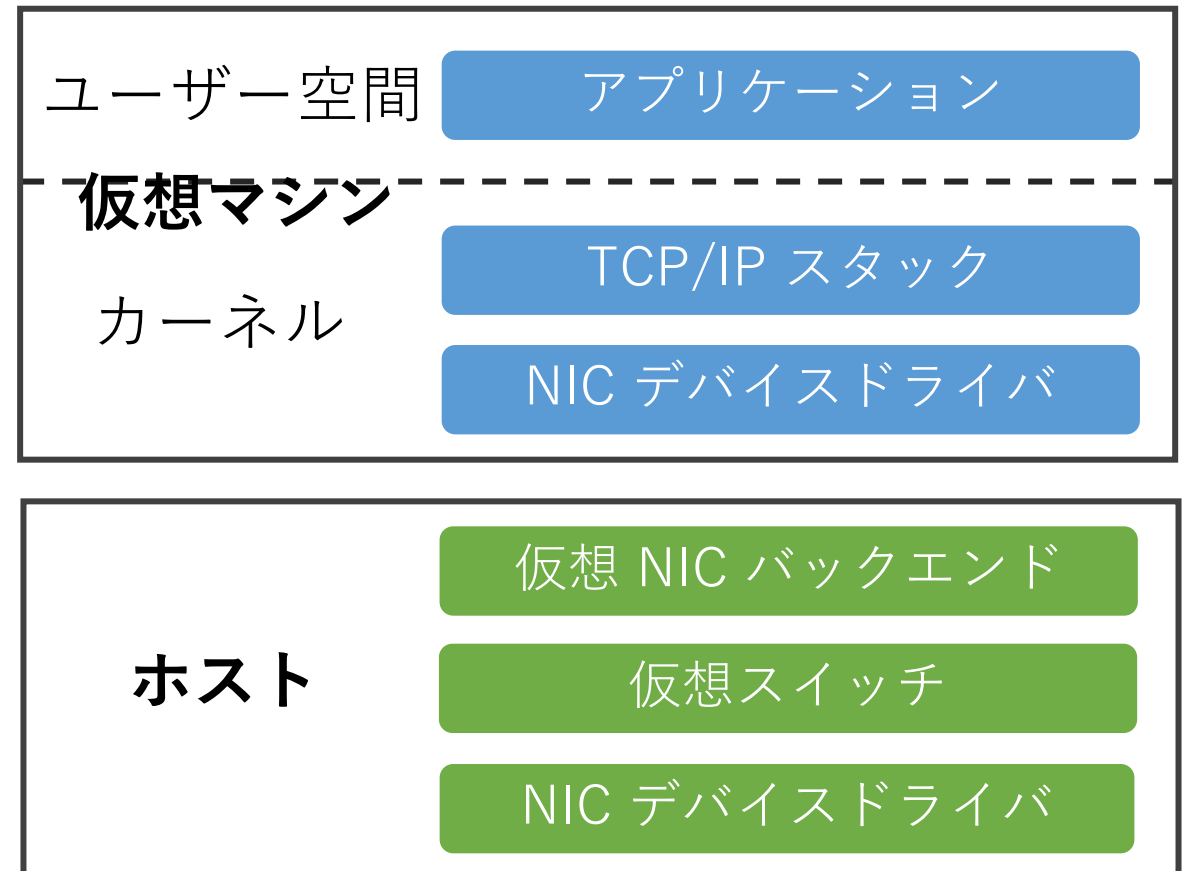 ユーザー空間
アプリケーション
仮想マシン
TCP/IP スタック
カーネル
NIC デバイスドライバ
仮想 NIC バックエンド
ホスト
仮想スイッチ
NIC デバイスドライバ